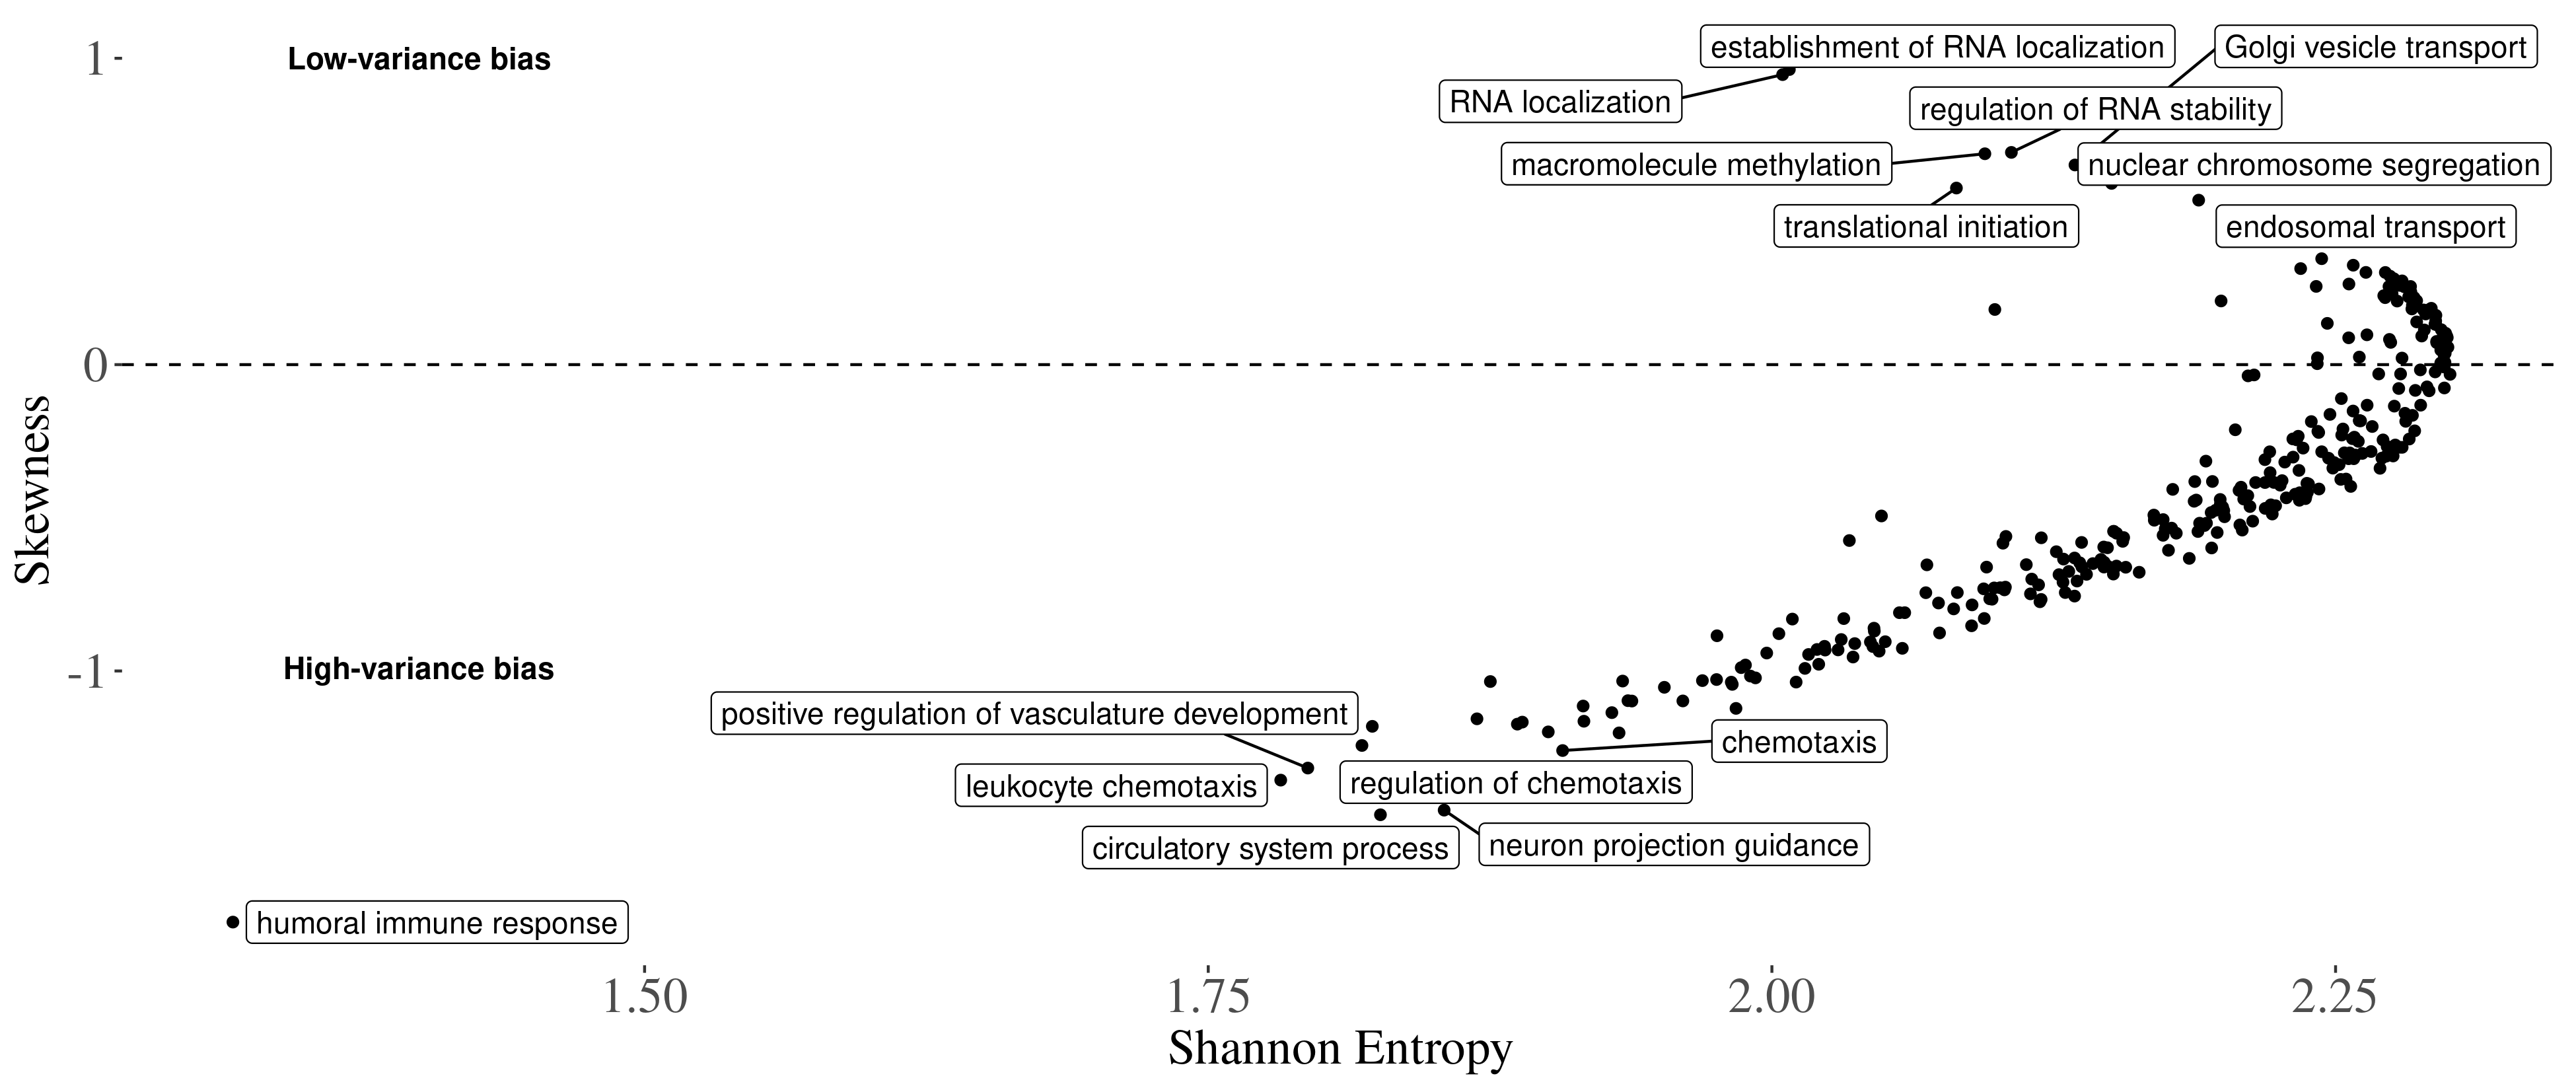 1
Low-variance bias
establishment of RNA localization
Golgi vesicle transport
RNA localization
regulation of RNA stability
macromolecule methylation
nuclear chromosome segregation
translational initiation
endosomal transport
0
Skewness
-1
High-variance bias
positive regulation of vasculature development
chemotaxis
leukocyte chemotaxis
regulation of chemotaxis
circulatory system process
neuron projection guidance
humoral immune response
1.50
1.75
2.00
2.25
Shannon Entropy